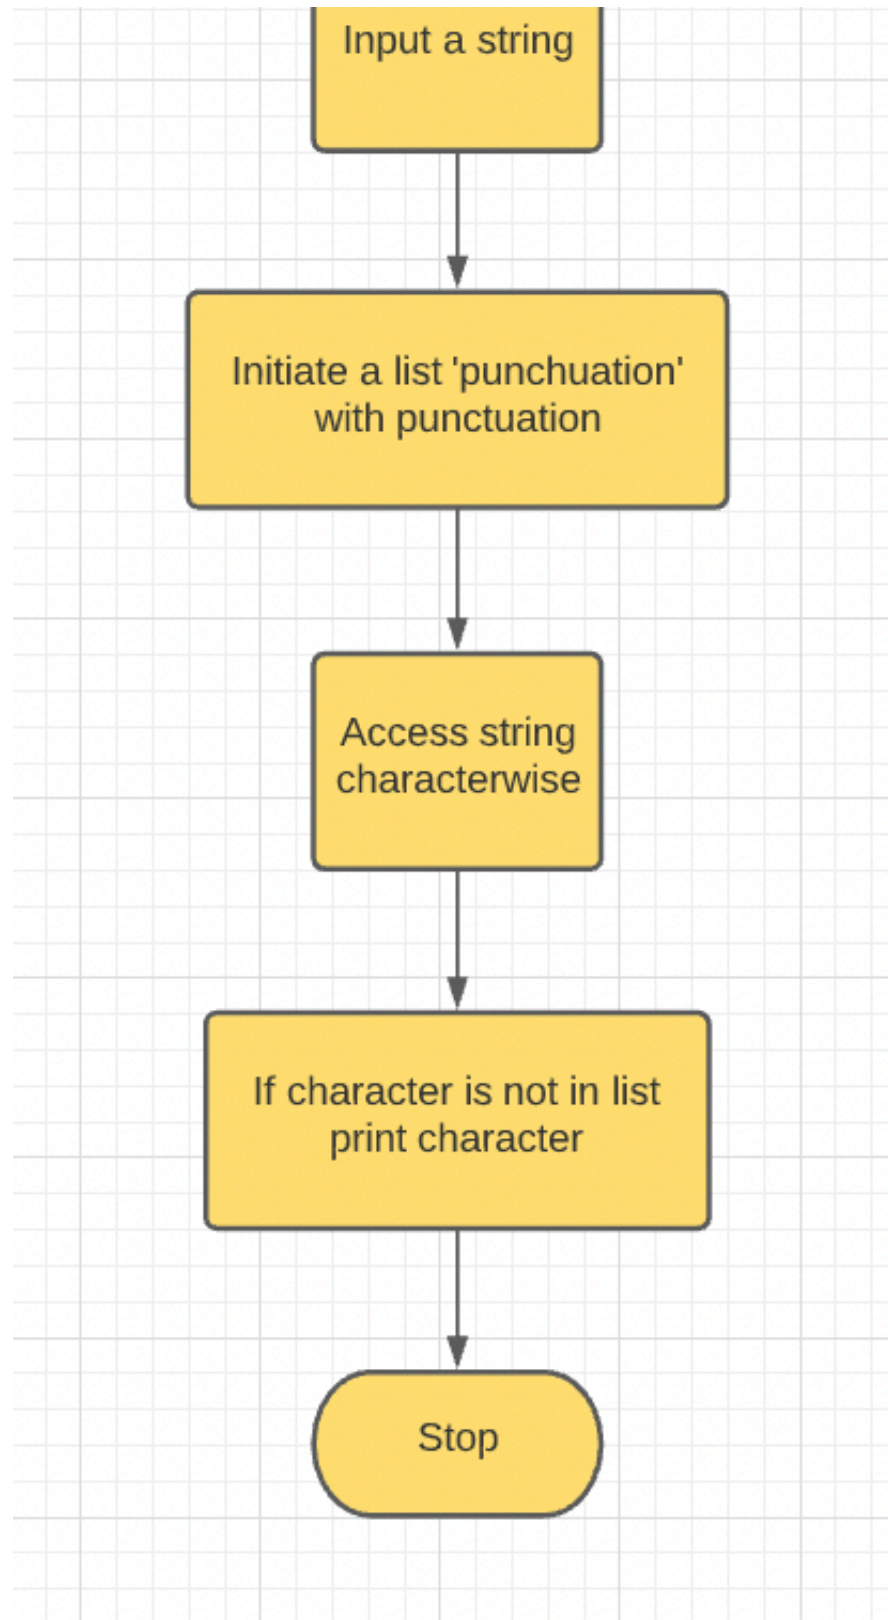 Input a string
Initiate a list 'punchuation'
with punctuation
Access string
characterwise
If character is not in list
print character
Stop